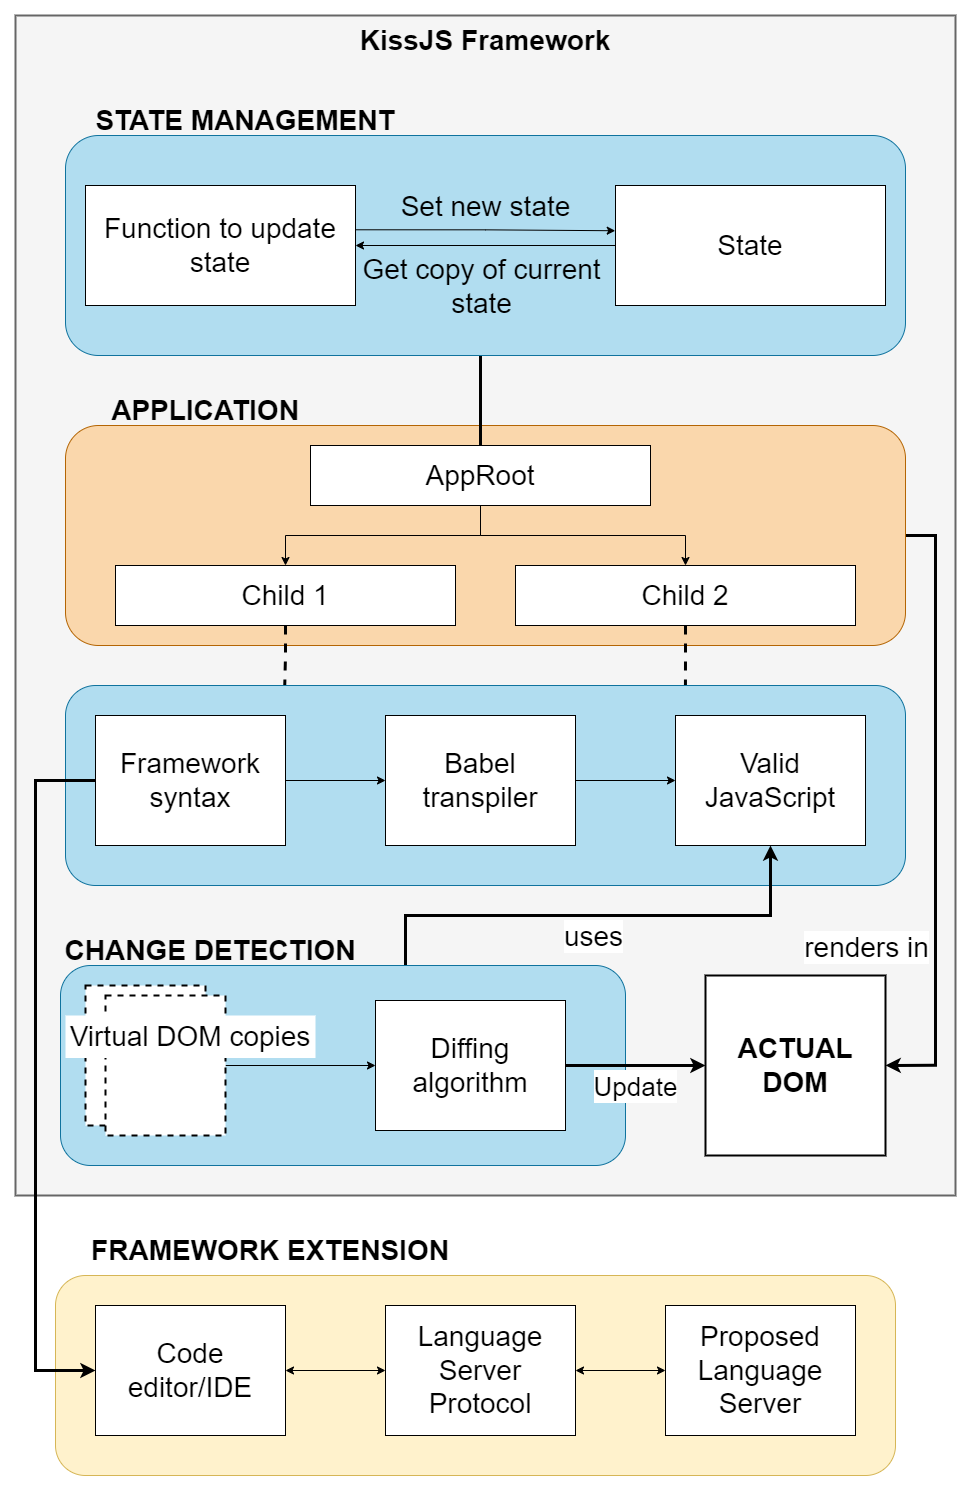 KissJS Framework
STATE MANAGEMENT
Function to update
state
Set new state
Get copy of current
state
State
APPLICATION
AppRoot
Child 1
Child 2
Framework
syntax
Babel
transpiler
Valid
JavaScript
uses
renders in
CHANGE DETECTION
Virtual DOM copies
Diffing
algorithm
Update
ACTUAL
DOM
FRAMEWORK EXTENSION
Code
editor/IDE
Language
Server
Protocol
Proposed
Language
Server